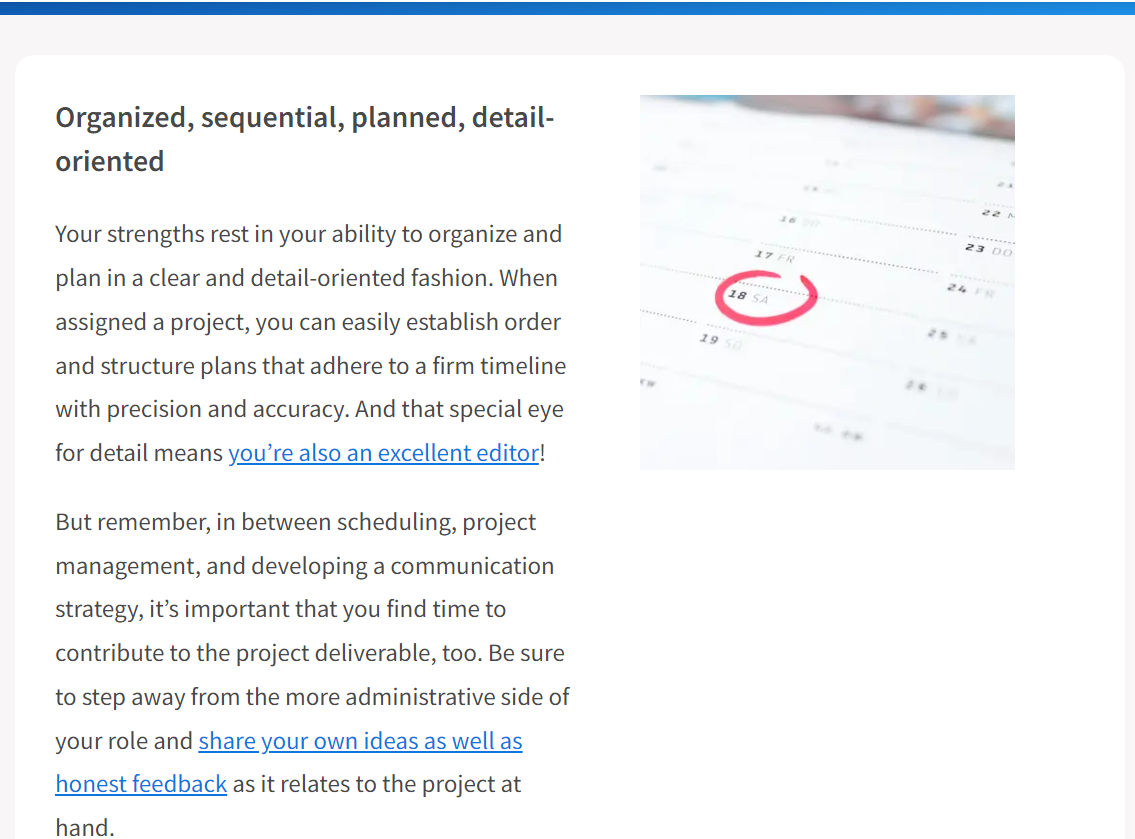 Organized, sequential, planned, detail-
oriented
Your strengths rest in your ability to organize and
plan in a clear and detail-oriented fashion. When
assigned a project, you can easily establish order
and structure plans that adhere to a firm timeline
with precision and accuracy. And that special eye
for detail means you’re also an excellent editor!
But remember, in between scheduling, project
management, and developing a communication
strategy, it’s important that you find time to
contribute to the project deliverable, too. Be sure
to step away from the more administrative side of
your role and share your own ideas as well as
honest feedback as it relates to the project at
hand.
16
17 FR
18 SA
19 SO
22
23 DO
24 FR